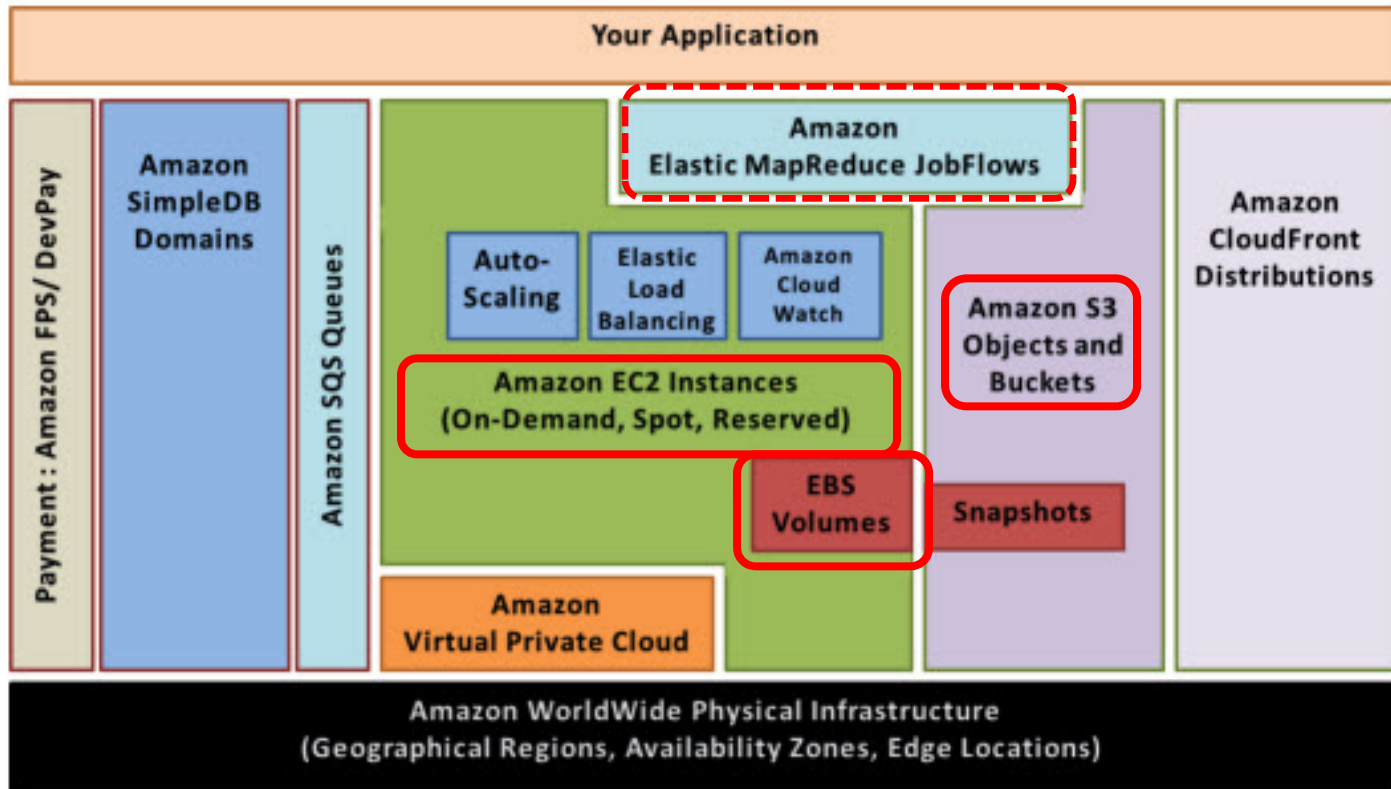 Your Application
Payment : Amazon FPS/ DevPay
Amazon
SimpleDB
Domains
Amazon SQS Queues
Amazon
Elastic MapReduce JobFlows
Auto-
Scaling
Elastic
Load
Balancing
Amazon
Cloud
Watch
Amazon EC2 Instances
(On-Demand, Spot, Reserved)
EBS
Volumes
Snapshots
Amazon S3
Objects and
Buckets
Amazon
CloudFront
Distributions
Amazon
Virtual Private Cloud
Amazon WorldWide Physical Infrastructure
(Geographical Regions, Availability Zones, Edge Locations)